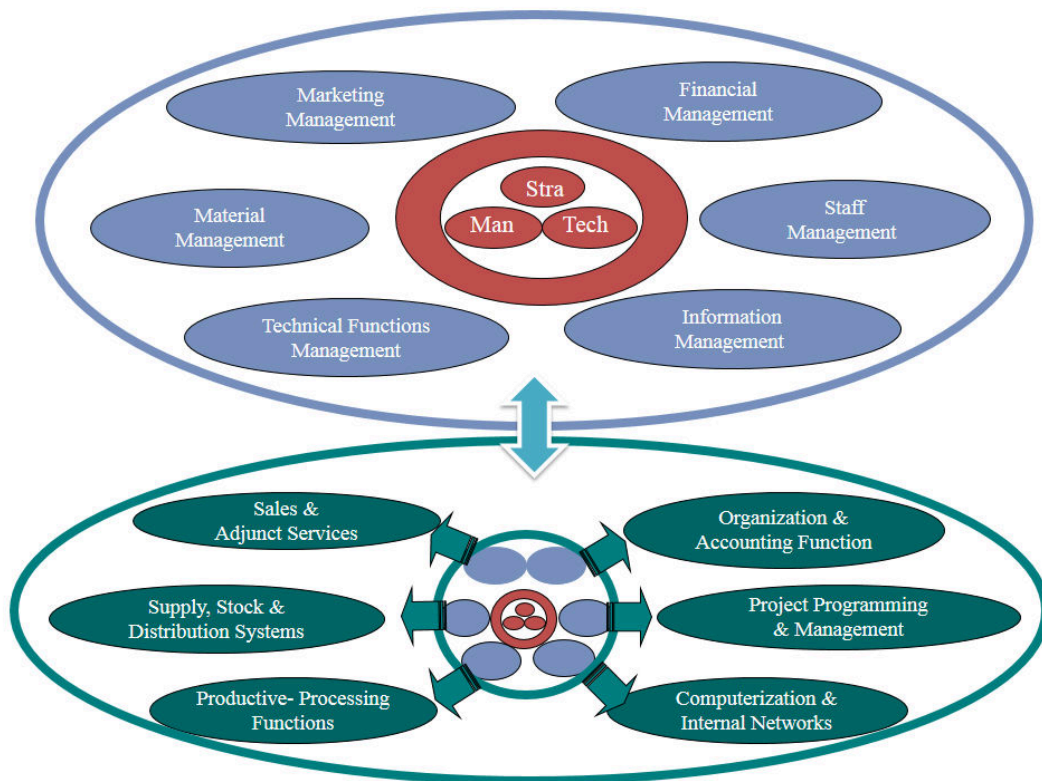 Marketing
Management
Financial
Management
Stra
Man
Tech
Material
Management
Staff
Management
Technical Functions
Management
Information
Management
Sales &
Adjunct Services
Organization &
Accounting Function
Supply, Stock &
Distribution Systems
Project Programming
& Management
Productive- Processing
Functions
Computerization &
Internal Networks